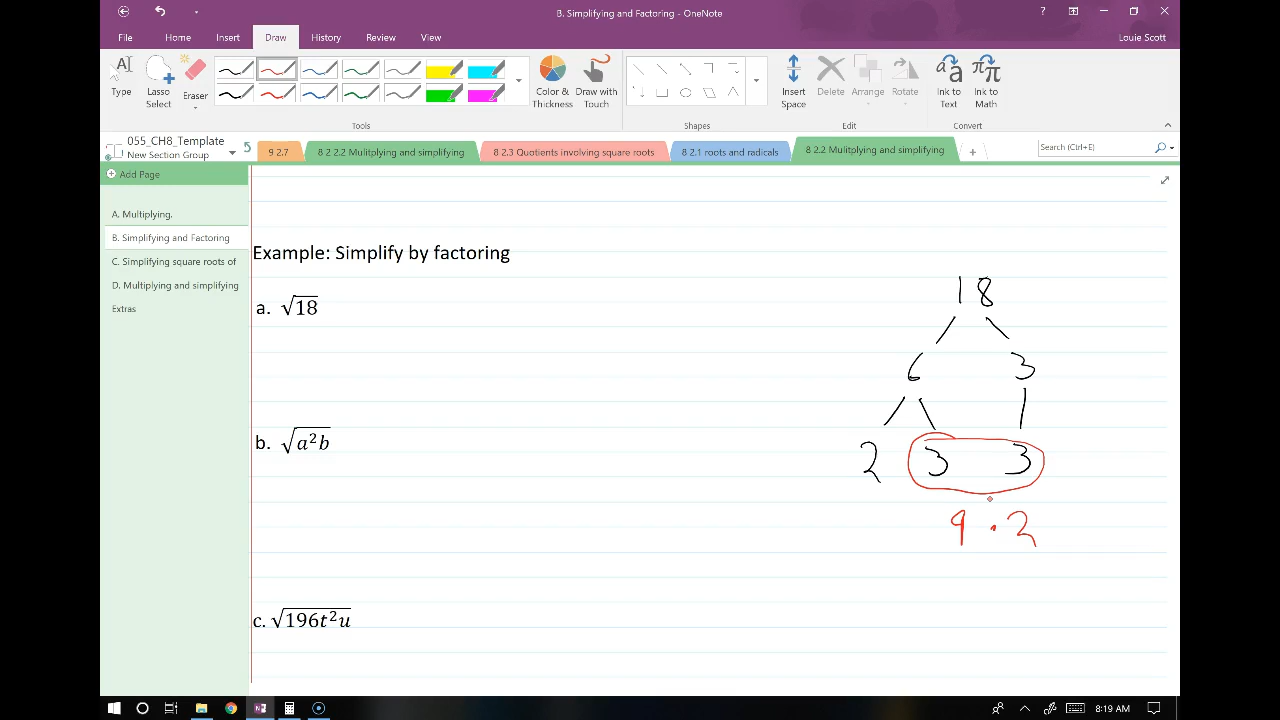 B. Simplifying and Factoring - OneNote
?
File Home Insert Draw History Review View
Louie Scott
Type
Lasso Select
Eraser
Color & Thickness
Draw with Touch
Insert Space
Delete
Arrange
Rotate
Ink to Text
Ink to Math
Tools
Shapes
Edit
Convert
055_CH8_Template
New Section Group
9 2.7
8 2.2.2 Mulitplying and simplifying
8 2.3 Quotients involving square roots
8 2.1 roots and radicals
8 2.2 Mulitplying and simplifying
+
Search (Ctrl+E)
Add Page
A. Multiplying.
B. Simplifying and Factoring
C. Simplifying square roots of
D. Multiplying and simplifying
Extras
Example: Simplify by factoring
a. √18
b. √a²b
c. √196t²u
18
6 3
2 3 3
9 · 2
8:19 AM